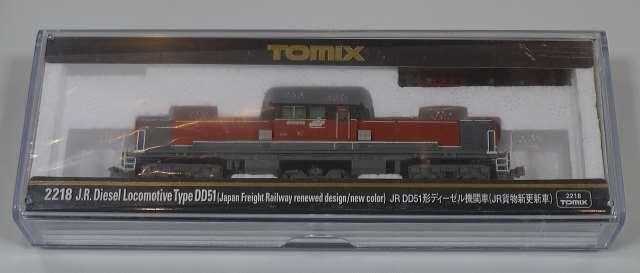 TOMIX
2218 J.R. Diesel Locomotive Type DD51 (Japan Freight Railway renewed design/new color) JR DD51形ディーゼル機関車(JR貨物新更新車)
2218
TOMIX